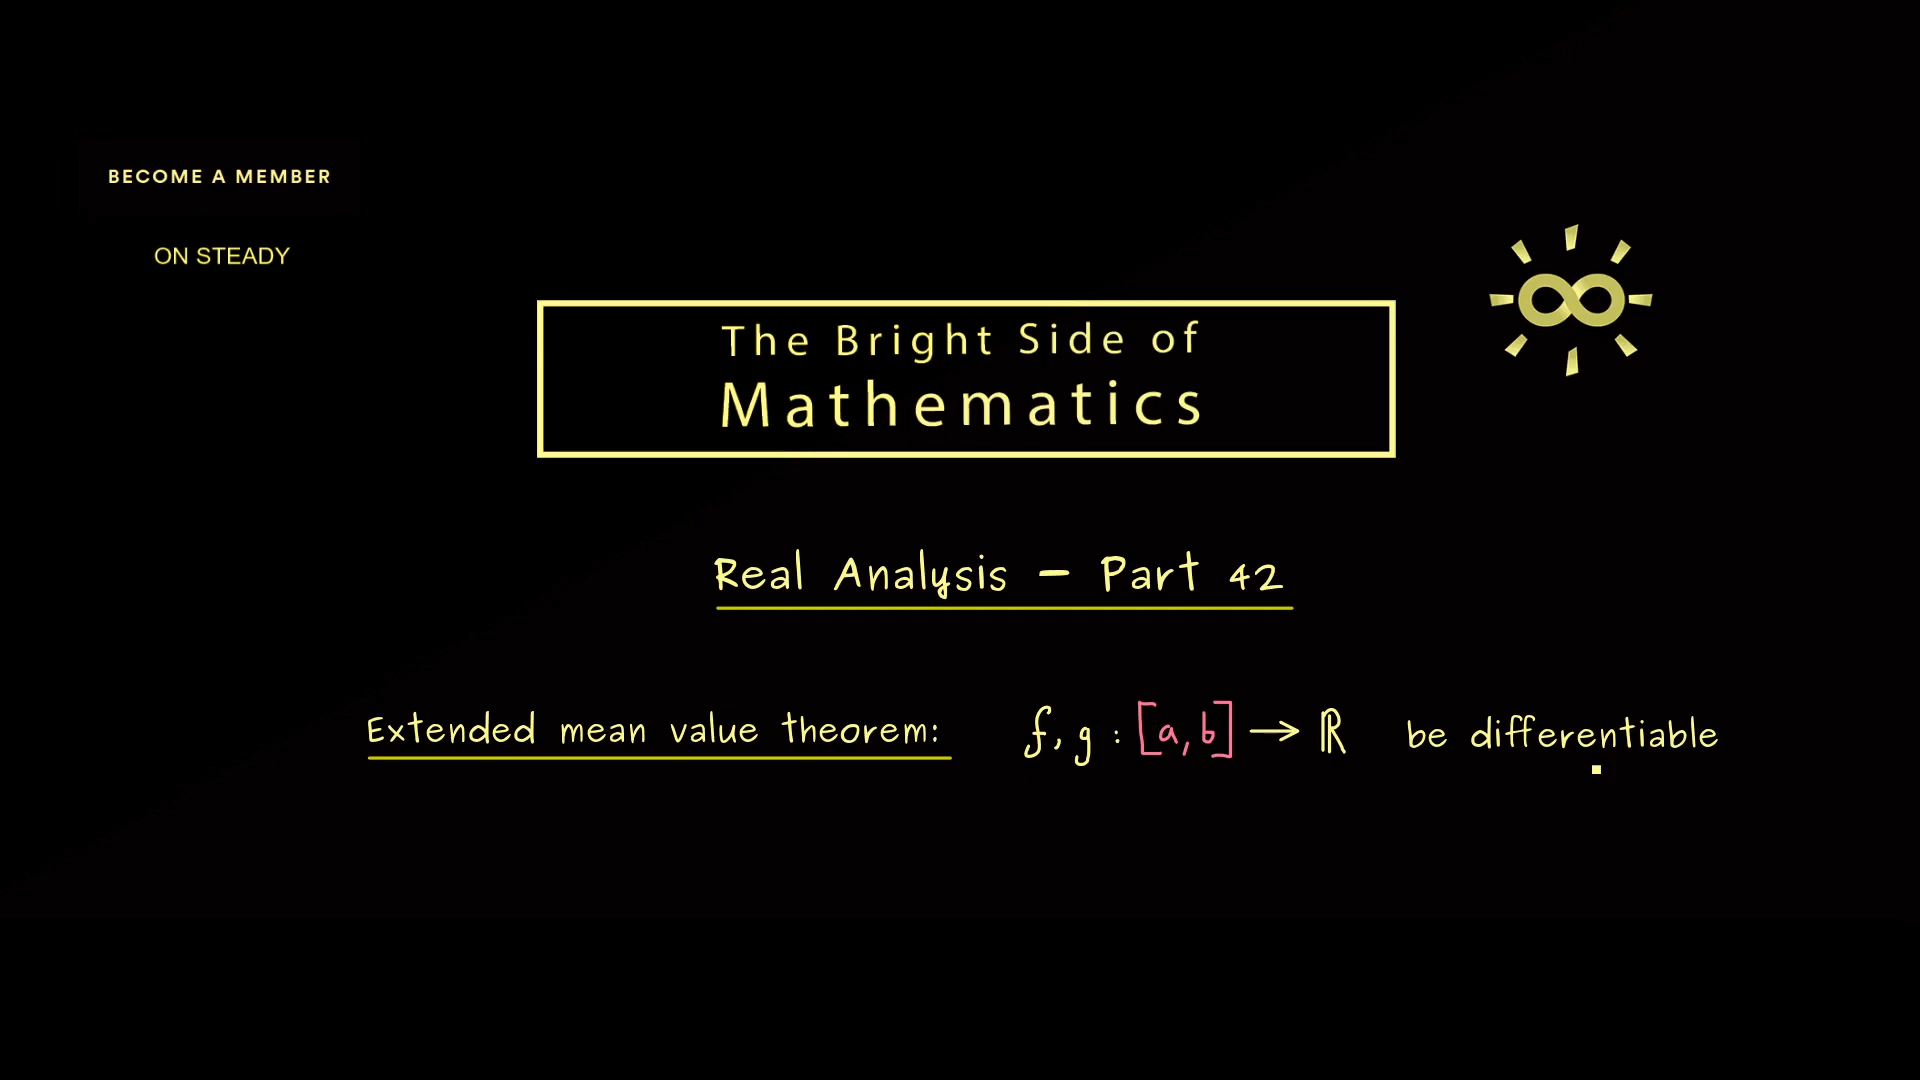 BECOME A MEMBER
ON STEADY
The Bright Side of
Mathematics
Real Analysis – Part 42
Extended mean value theorem: f, g : [a, b] → ℝ be differentiable